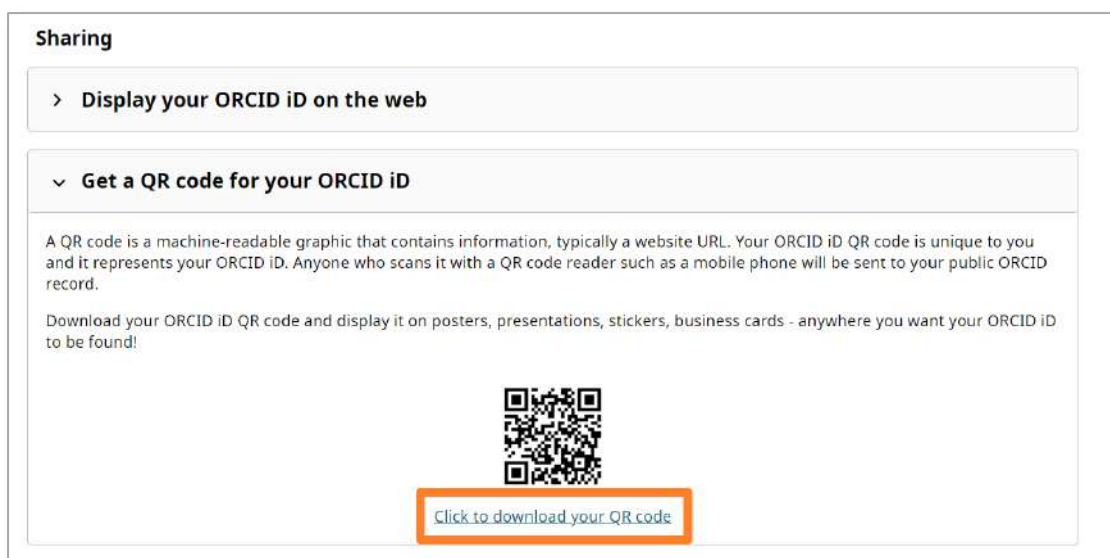 Sharing
Display your ORCID iD on the web
Get a QR code for your ORCID iD
A QR code is a machine-readable graphic that contains information, typically a website URL. Your ORCID iD QR code is unique to you
and it represents your ORCID iD. Anyone who scans it with a QR code reader such as a mobile phone will be sent to your public ORCID
record.
Download your ORCID iD QR code and display it on posters, presentations, stickers, business cards - anywhere you want your ORCID iD
to be found!
Click to download your QR code